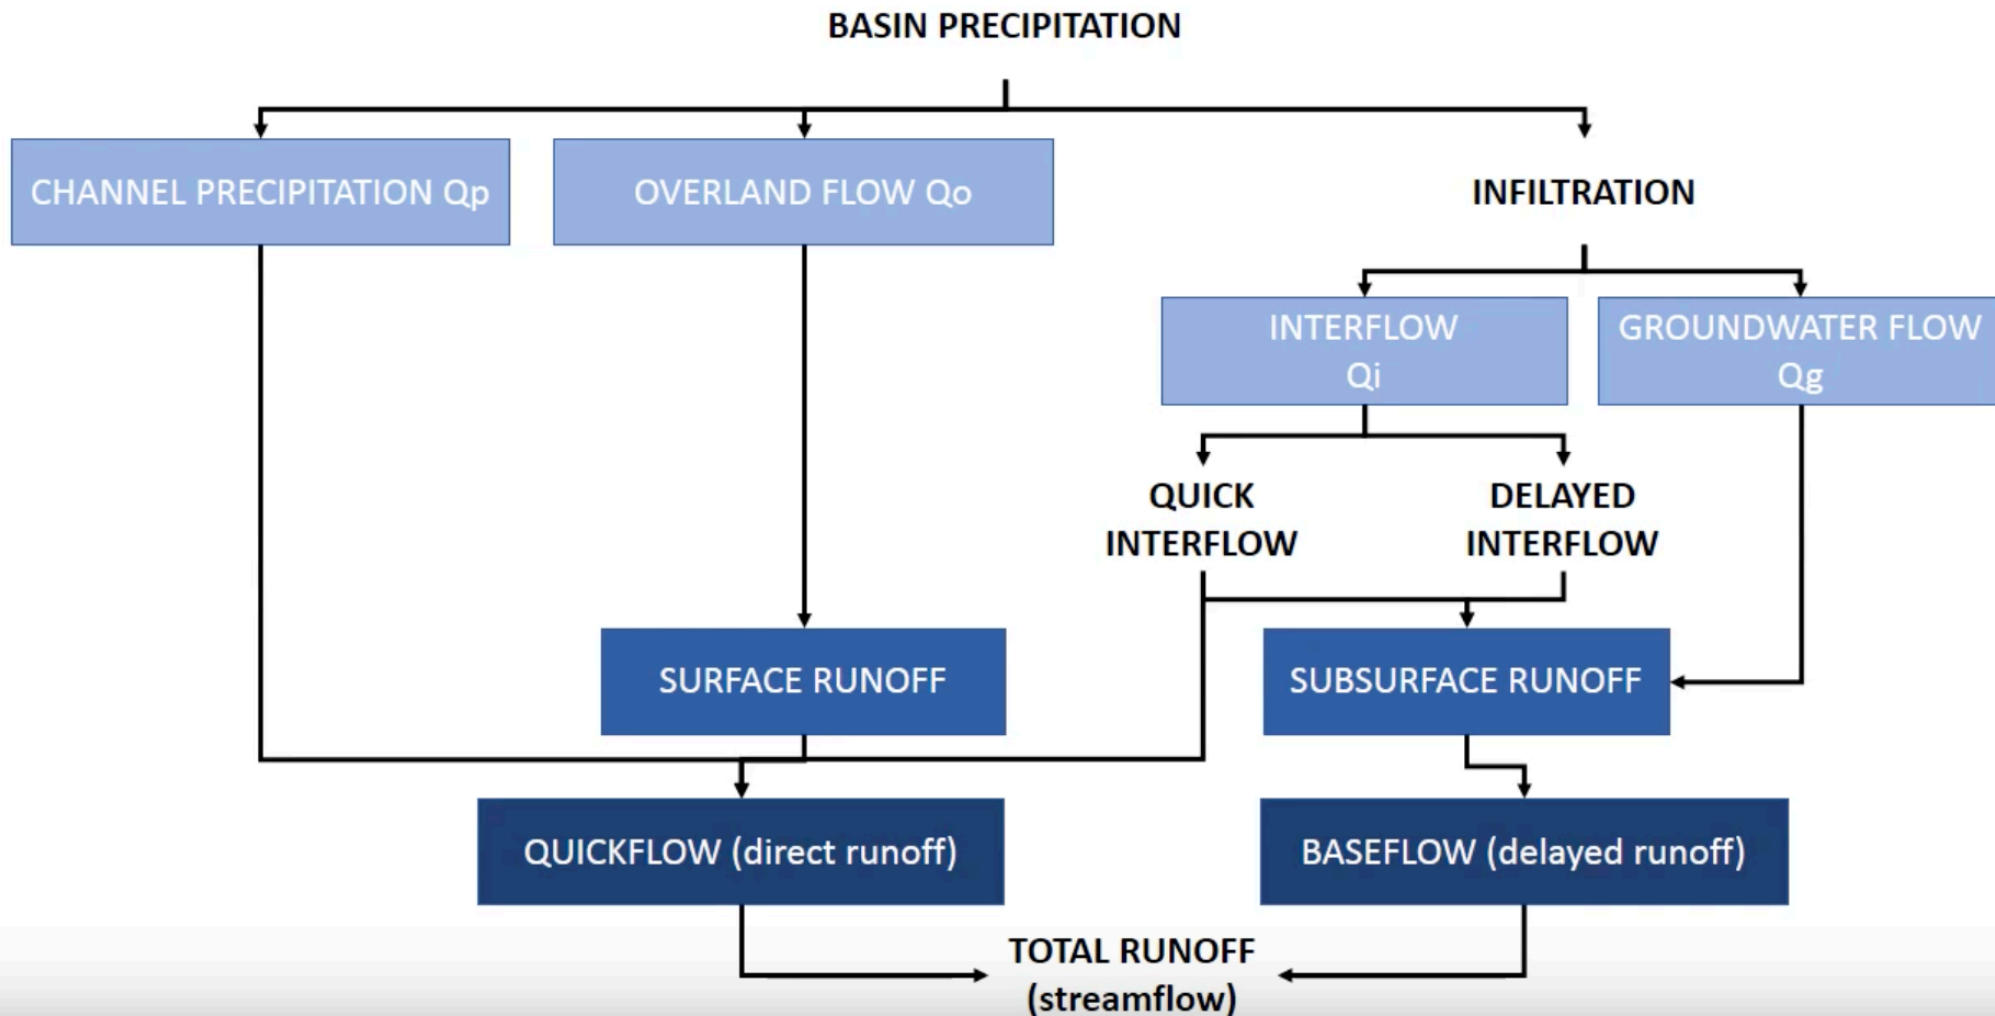 BASIN PRECIPITATION
CHANNEL PRECIPITATION Qp
OVERLAND FLOW Qo
INFILTRATION
INTERFLOW
Qi
GROUNDWATER FLOW
Qg
QUICK
INTERFLOW
DELAYED
INTERFLOW
SURFACE RUNOFF
SUBSURFACE RUNOFF
QUICKFLOW (direct runoff)
BASEFLOW (delayed runoff)
TOTAL RUNOFF
(streamflow)